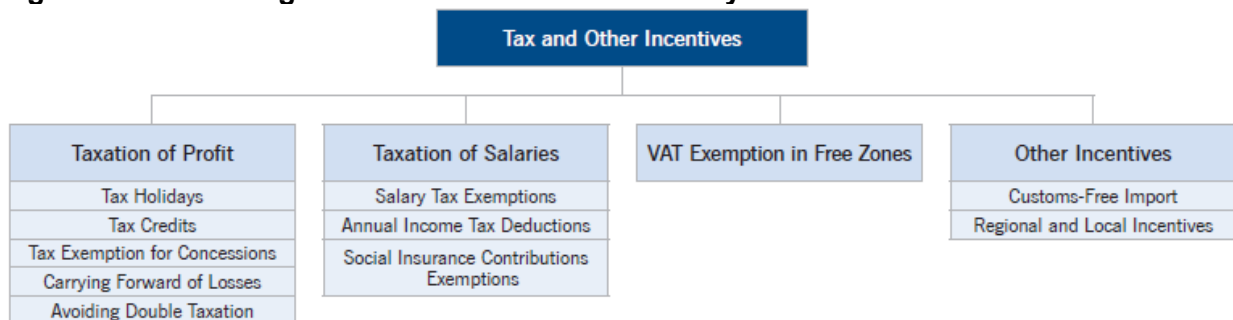 Tax and Other Incentives
Taxation of Profit
Tax Holidays
Tax Credits
Tax Exemption for Concessions
Carrying Forward of Losses
Avoiding Double Taxation
Taxation of Salaries
Salary Tax Exemptions
Annual Income Tax Deductions
Social Insurance Contributions
Exemptions
VAT Exemption in Free Zones
Other Incentives
Customs-Free Import
Regional and Local Incentives